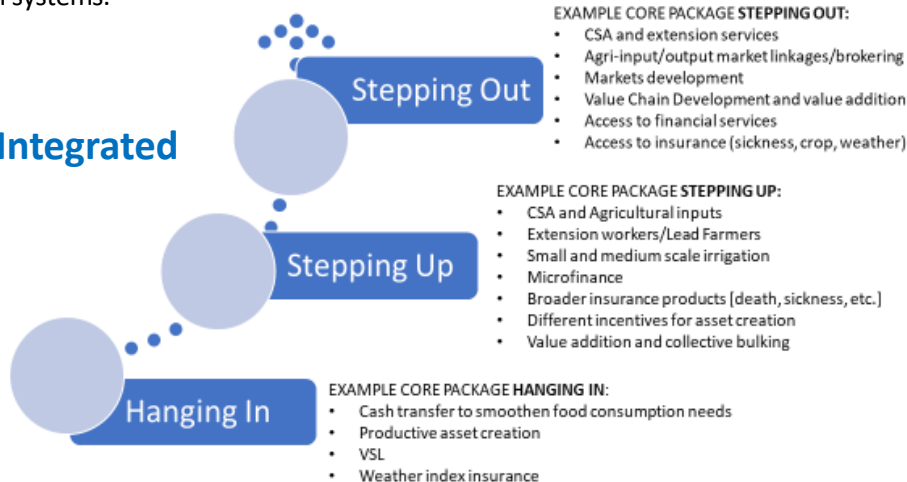 systems.
EXAMPLE CORE PACKAGE STEPPING OUT:
• CSA and extension services
• Agri-input/output market linkages/brokering
• Markets development
• Value Chain Development and value addition
• Access to financial services
• Access to insurance (sickness, crop, weather)
Stepping Out
Integrated
EXAMPLE CORE PACKAGE STEPPING UP:
• CSA and Agricultural inputs
• Extension workers/Lead Farmers
• Small and medium scale irrigation
• Microfinance
• Broader insurance products [death, sickness, etc.]
• Different incentives for asset creation
• Value addition and collective bulking
Stepping Up
EXAMPLE CORE PACKAGE HANGING IN:
• Cash transfer to smoothen food consumption needs
• Productive asset creation
• VSL
• Weather index insurance
Hanging In